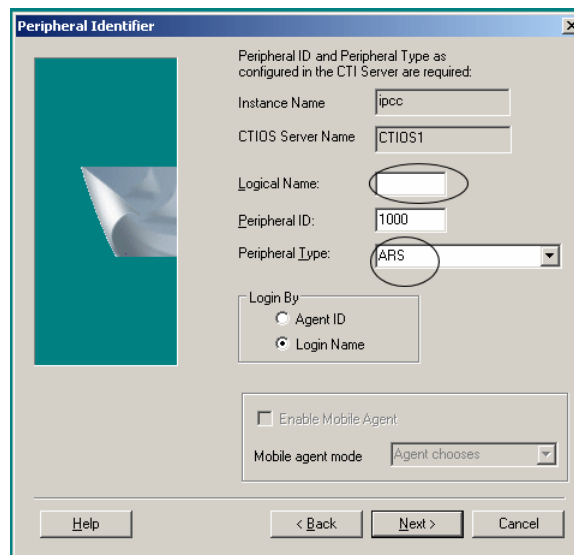 Peripheral Identifier
Peripheral ID and Peripheral Type as
configured in the CTI Server are required:
Instance Name
ipcc
CTIOS Server Name
CTIOS1
Logical Name:
Peripheral ID:
1000
Peripheral Type:
ARS
Login By
Agent ID
Login Name
Enable Mobile Agent
Mobile agent mode
Agent chooses
Help
< Back
Next >
Cancel